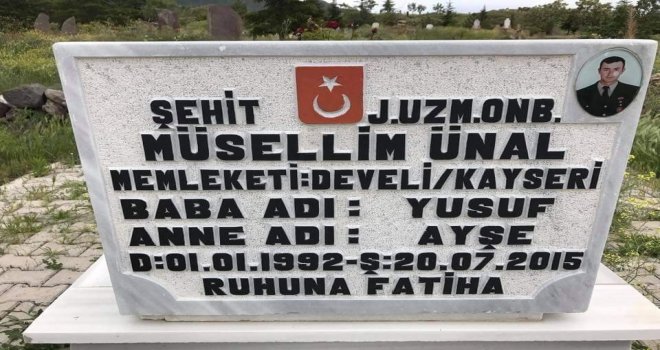 ŞEHİT J.UZM.ONB.
MÜSELLİM ÜNAL
MEMLEKETİ:DEVELİ/KAYSERİ
BABA ADI : YUSUF
ANNE ADI : AYŞE
D:01.01.1992-Ş:20.07.2015
RUHUNA FATİHA